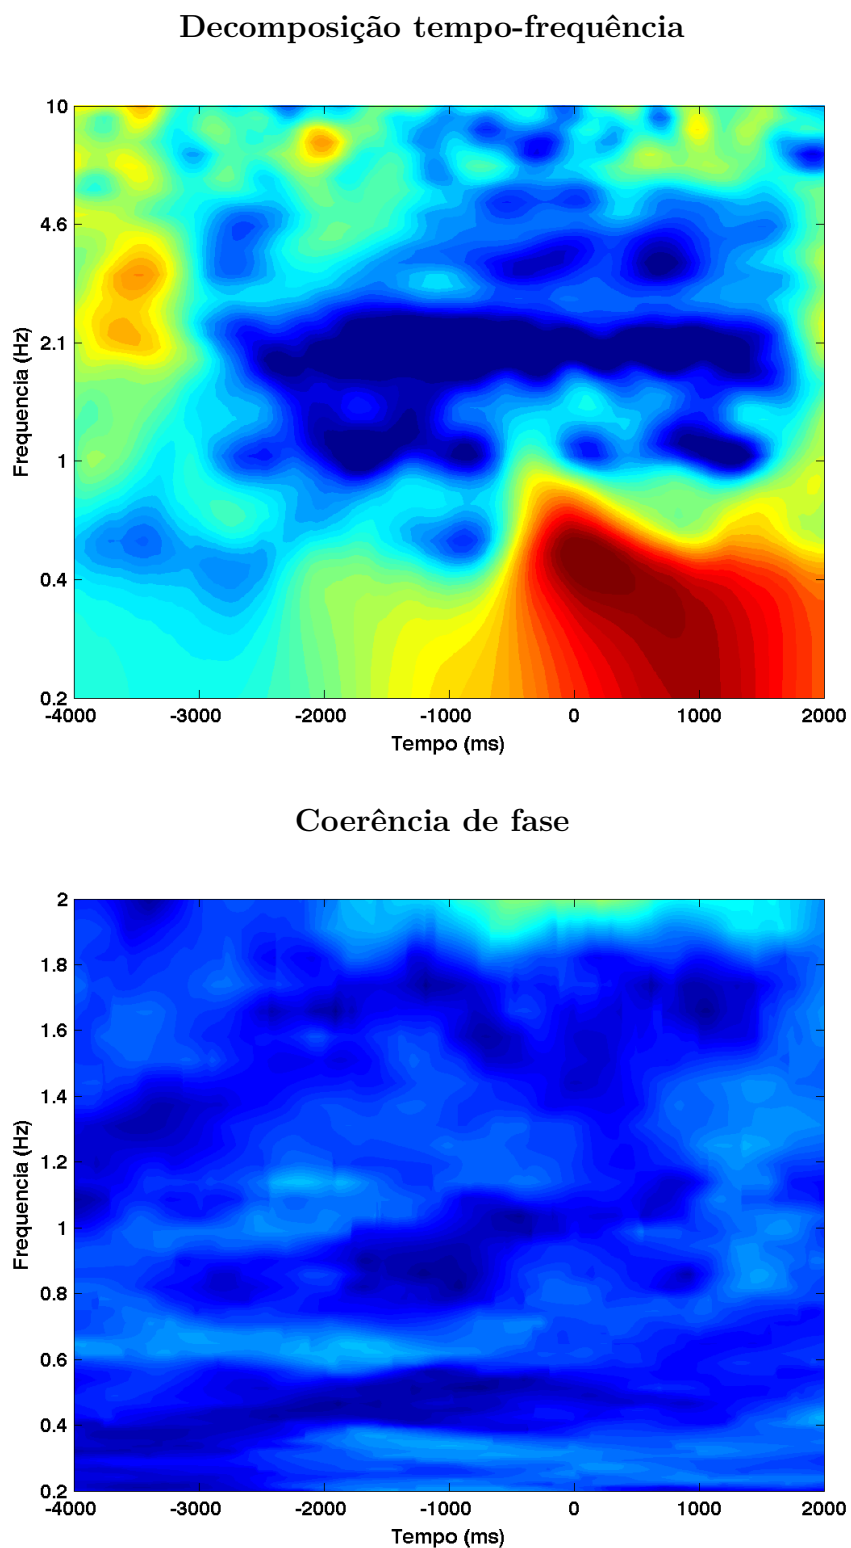 Decomposição tempo-frequência
10
4.6
2.1
1
0.4
0.2
Frequencia (Hz)
-4000 -3000 -2000 -1000 0 1000 2000
Tempo (ms)
Coerência de fase
2
1.8
1.6
1.4
1.2
1
0.8
0.6
0.4
0.2
Frequencia (Hz)
-4000 -3000 -2000 -1000 0 1000 2000
Tempo (ms)